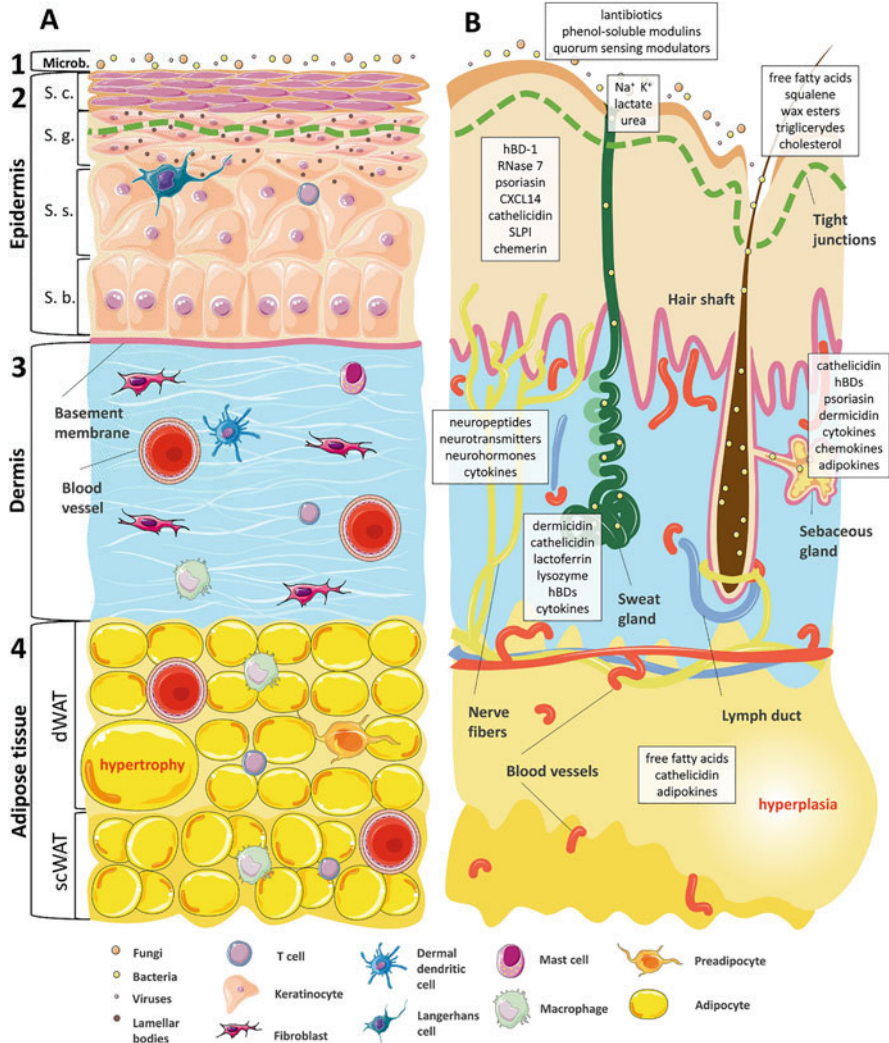 A
B
1
Microb.
2
Epidermis
S. c.
S. g.
S. s.
S. b.
3
Dermis
Basement
membrane
Blood
vessel
4
Adipose tissue
dWAT
hypertrophy
scWAT
lantibiotics
phenol-soluble modulins
quorum sensing modulators
Na⁺ K⁺
lactate
urea
free fatty acids
squalene
wax esters
triglicerydes
cholesterol
hBD-1
RNase 7
psoriasin
CXCL14
cathelicidin
SLPI
chemerin
Tight
junctions
Hair shaft
cathelicidin
hBDs
psoriasin
dermicidin
cytokines
chemokines
adipokines
neuropeptides
neurotransmitters
neurohormones
cytokines
Sebaceous
gland
dermicidin
cathelicidin
lactoferrin
lysozyme
hBDs
cytokines
Sweat
gland
Nerve
fibers
Lymph duct
Blood vessels
free fatty acids
cathelicidin
adipokines
hyperplasia
Fungi
Bacteria
Viruses
Lamellar
bodies
T cell
Keratinocyte
Fibroblast
Dermal
dendritic
cell
Langerhans
cell
Mast cell
Macrophage
Preadipocyte
Adipocyte